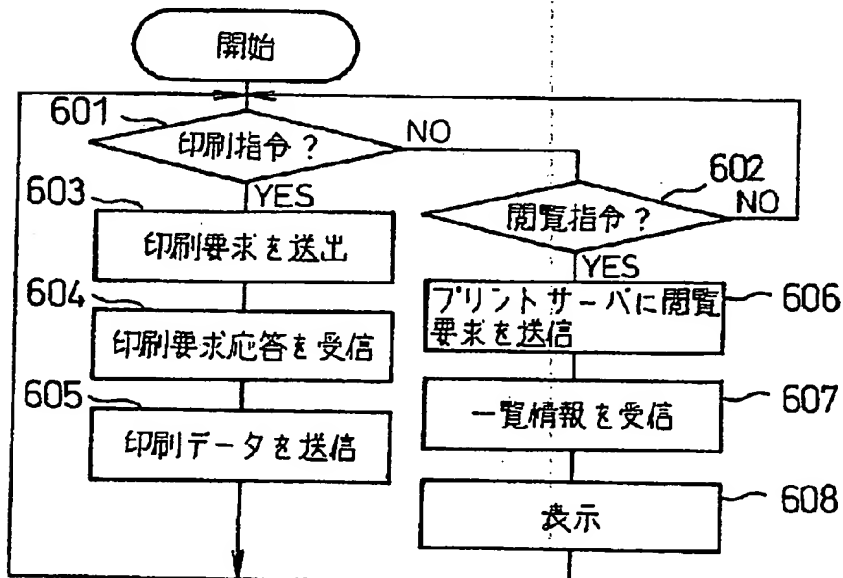 開始
601
印刷指令?
NO
602
YES
閲覧指令?
NO
603
印刷要求を送出
YES
604
プリントサーバに閲覧
要求を送信
606
印刷要求応答を受信
605
一覧情報を受信
607
印刷データを送信
表示
608